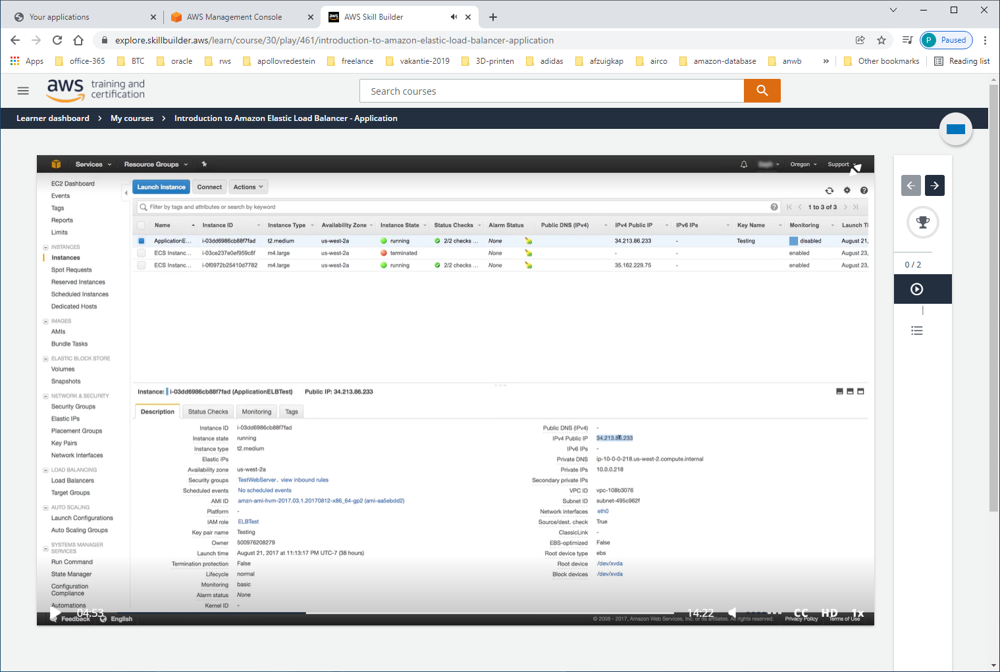 Your applications
AWS Management Console
AWS Skill Builder
explore.skillbuilder.aws/learn/course/30/play/461/introduction-to-amazon-elastic-load-balancer-application
P Paused
Apps office-365 BTC oracle rws apollovredestein freelance vakantie-2019 3D-printen adidas afzuigkap airco amazon-database anwb » Other bookmarks Reading list
aws training and certification
Search courses
Learner dashboard > My courses > Introduction to Amazon Elastic Load Balancer - Application
Services Resource Groups Oregon Support
EC2 Dashboard
Events
Tags
Reports
Limits
INSTANCES
Instances
Spot Requests
Reserved Instances
Scheduled Instances
Dedicated Hosts
IMAGES
AMIs
Bundle Tasks
ELASTIC BLOCK STORE
Volumes
Snapshots
NETWORK & SECURITY
Security Groups
Elastic IPs
Placement Groups
Key Pairs
Network Interfaces
LOAD BALANCING
Load Balancers
Target Groups
AUTO SCALING
Launch Configurations
Auto Scaling Groups
SYSTEMS MANAGER
SERVICES
Run Command
State Manager
Configuration
Compliance
Automations
Launch Instance Connect Actions
Filter by tags and attributes or search by keyword
1 to 3 of 3
Name Instance ID Instance Type Availability Zone Instance State Status Checks Alarm Status Public DNS (IPv4) IPv4 Public IP IPv6 IPs Key Name Monitoring Launch Ti
ApplicationE... i-03dd6986cb88f7fad t2.medium us-west-2a running 2/2 checks ... None 34.213.86.233 - Testing disabled August 21,
ECS Instanc... i-03ce237e0ef959c8f m4.large us-west-2a terminated None - - enabled August 23,
ECS Instanc... i-0f0972b25410d7782 m4.large us-west-2a running 2/2 checks ... None 35.162.229.75 - enabled August 23,
Instance: i-03dd6986cb88f7fad (ApplicationELBTest) Public IP: 34.213.86.233
Description Status Checks Monitoring Tags
Instance ID i-03dd6986cb88f7fad
Instance state running
Instance type t2.medium
Elastic IPs
Availability zone us-west-2a
Security groups TestWebServer, view inbound rules
Scheduled events No scheduled events
AMI ID amzn-ami-hvm-2017.03.1.20170812-x86_64-gp2 (ami-aa5ebdd2)
Platform -
IAM role ELBTest
Key pair name Testing
Owner 500976208279
Launch time August 21, 2017 at 11:13:17 PM UTC-7 (38 hours)
Termination protection False
Lifecycle normal
Monitoring basic
Alarm status None
Kernel ID -
Public DNS (IPv4) -
IPv4 Public IP 34.213.86.233
IPv6 IPs -
Private DNS ip-10-0-0-218.us-west-2.compute.internal
Private IPs 10.0.0.218
Secondary private IPs
VPC ID vpc-108b3076
Subnet ID subnet-495c962f
Network interfaces eth0
Source/dest. check True
ClassicLink -
EBS-optimized False
Root device type ebs
Root device /dev/xvda
Block devices /dev/xvda
04:53 14:22 CC HD 1x
Feedback English © 2008 - 2017, Amazon Web Services, Inc. or its affiliates. All rights reserved. Privacy Policy Terms of Use
0 / 2